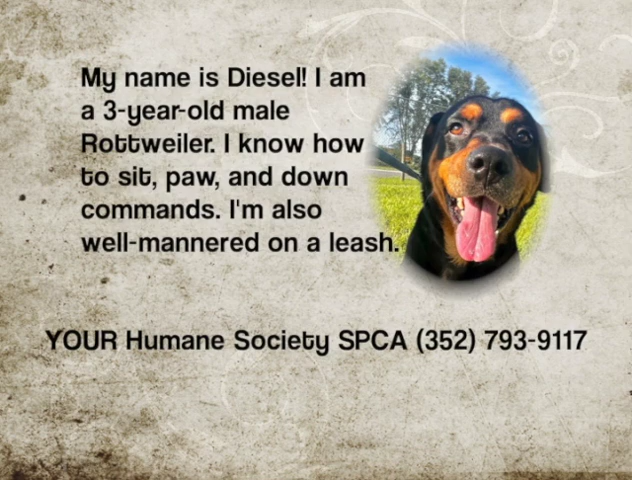 My name is Diesel! I am
a 3-year-old male
Rottweiler. I know how
to sit, paw, and down
commands. I'm also
well-mannered on a leash.
YOUR Humane Society SPCA (352) 793-9117